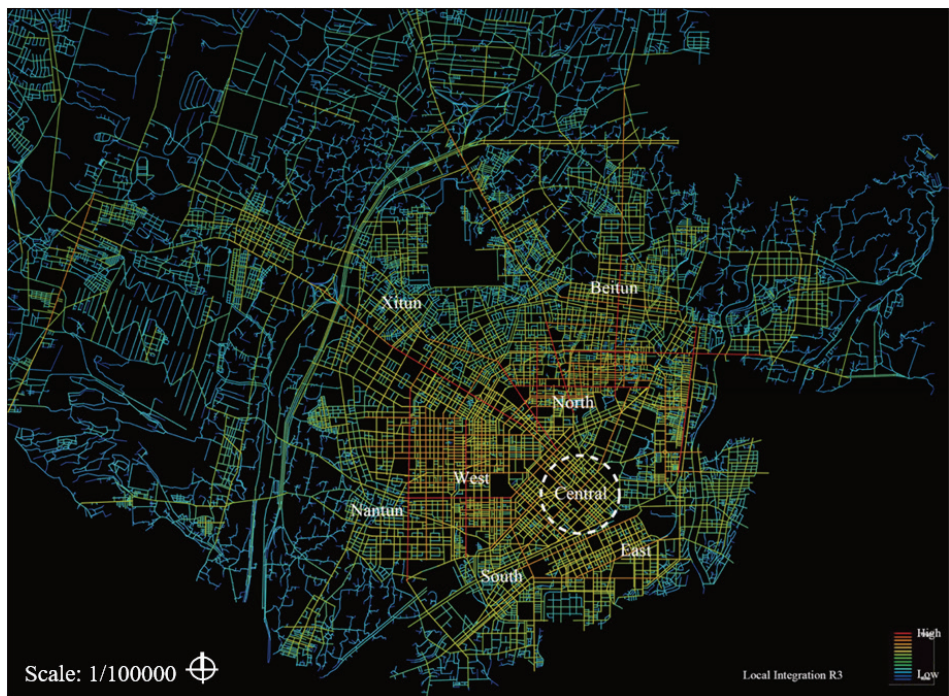 Xitun
Beitun
North
West
Central
Nantun
East
South
High
Low
Scale: 1/100000
Local Integration R3